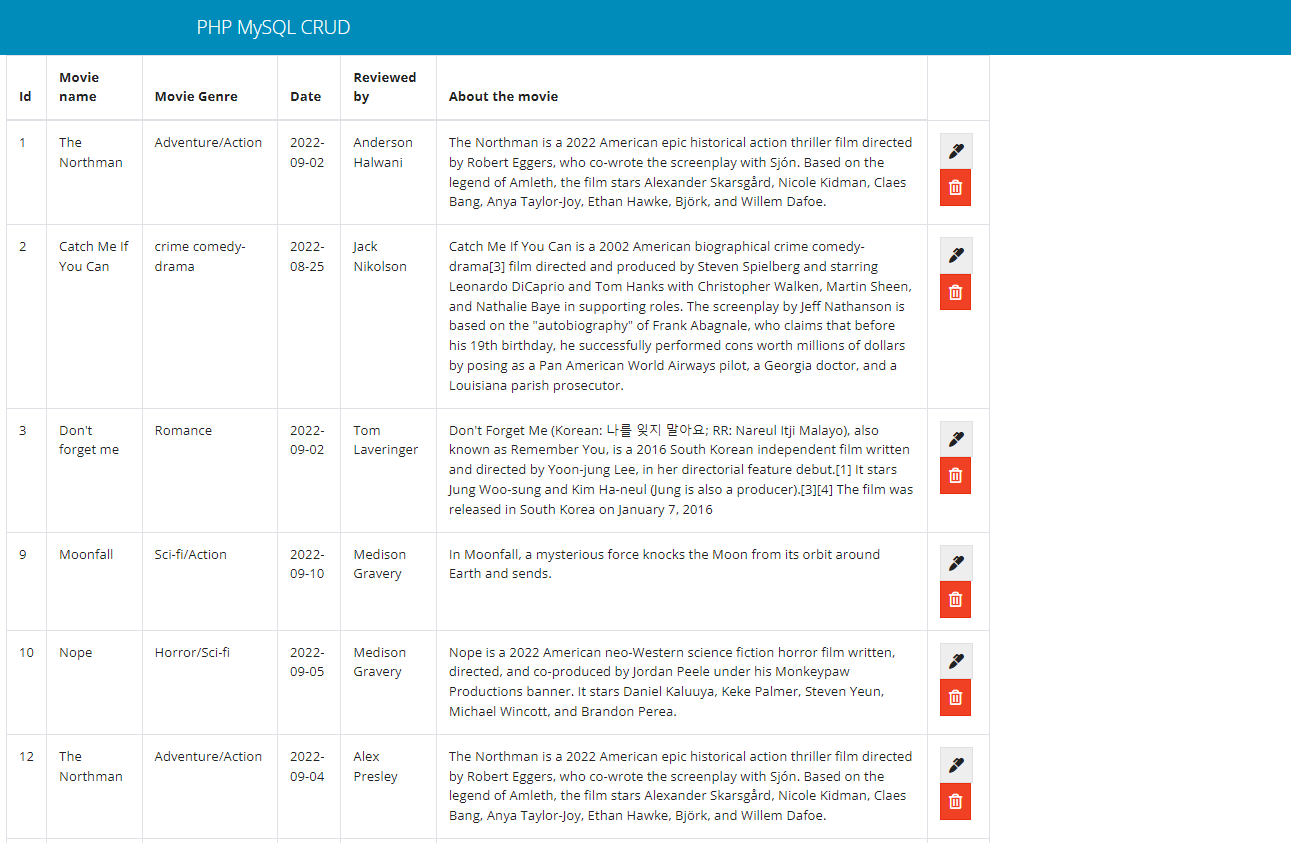 PHP MySQL CRUD
Id
Movie
name
Movie Genre
Date
Reviewed
by
About the movie
1
The
Northman
Adventure/Action
2022-
09-02
Anderson
Halwani
The Northman is a 2022 American epic historical action thriller film directed
by Robert Eggers, who co-wrote the screenplay with Sjón. Based on the
legend of Amleth, the film stars Alexander Skarsgård, Nicole Kidman, Claes
Bang, Anya Taylor-Joy, Ethan Hawke, Björk, and Willem Dafoe.
2
Catch Me If
You Can
crime comedy-
drama
2022-
08-25
Jack
Nikolson
Catch Me If You Can is a 2002 American biographical crime comedy-
drama[3] film directed and produced by Steven Spielberg and starring
Leonardo DiCaprio and Tom Hanks with Christopher Walken, Martin Sheen,
and Nathalie Baye in supporting roles. The screenplay by Jeff Nathanson is
based on the "autobiography" of Frank Abagnale, who claims that before
his 19th birthday, he successfully performed cons worth millions of dollars
by posing as a Pan American World Airways pilot, a Georgia doctor, and a
Louisiana parish prosecutor.
3
Don't
forget me
Romance
2022-
09-02
Tom
Laveringer
Don't Forget Me (Korean: 나를 잊지 말아요; RR: Nareul Itji Malayo), also
known as Remember You, is a 2016 South Korean independent film written
and directed by Yoon-jung Lee, in her directorial feature debut.[1] It stars
Jung Woo-sung and Kim Ha-neul (Jung is also a producer).[3][4] The film was
released in South Korea on January 7, 2016
9
Moonfall
Sci-fi/Action
2022-
09-10
Medison
Gravery
In Moonfall, a mysterious force knocks the Moon from its orbit around
Earth and sends.
10
Nope
Horror/Sci-fi
2022-
09-05
Medison
Gravery
Nope is a 2022 American neo-Western science fiction horror film written,
directed, and co-produced by Jordan Peele under his Monkeypaw
Productions banner. It stars Daniel Kaluuya, Keke Palmer, Steven Yeun,
Michael Wincott, and Brandon Perea.
12
The
Northman
Adventure/Action
2022-
09-04
Alex
Presley
The Northman is a 2022 American epic historical action thriller film directed
by Robert Eggers, who co-wrote the screenplay with Sjón. Based on the
legend of Amleth, the film stars Alexander Skarsgård, Nicole Kidman, Claes
Bang, Anya Taylor-Joy, Ethan Hawke, Björk, and Willem Dafoe.